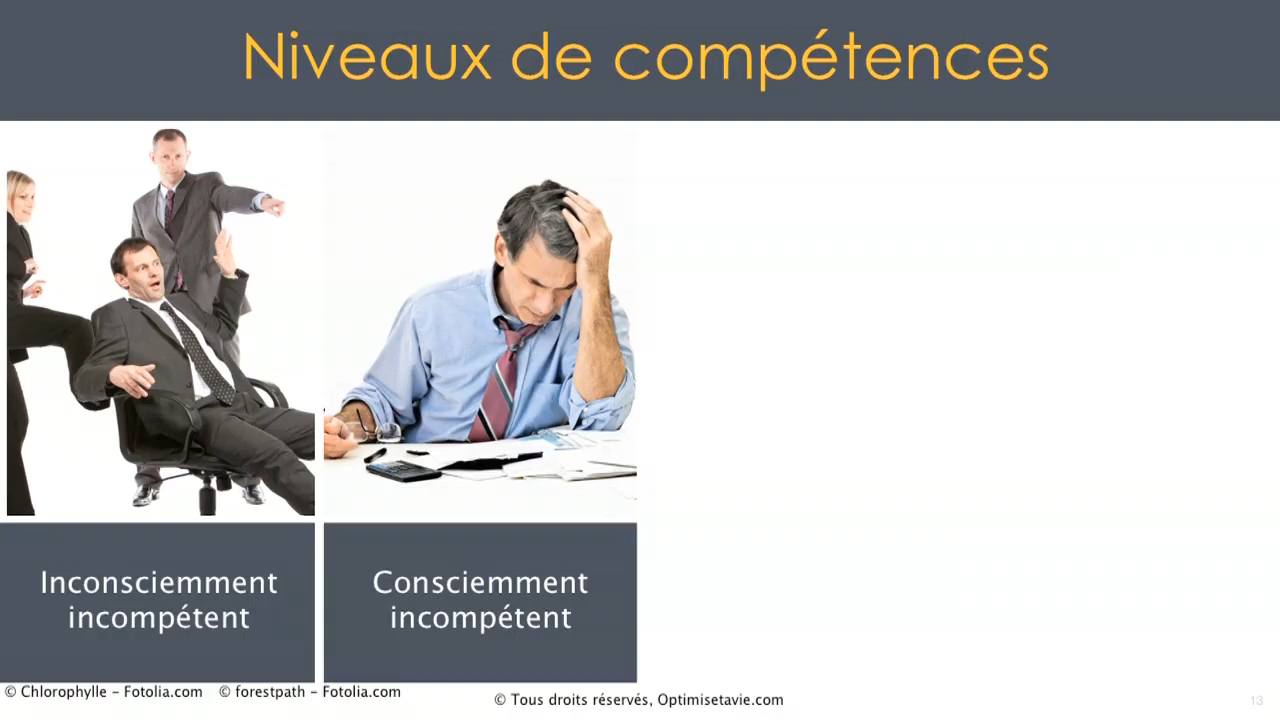 Niveaux de compétences
Inconsciemment
incompétent
Consciemment
incompétent
© Chlorophylle – Fotolia.com © forestpath – Fotolia.com
© Tous droits réservés, Optimisetavie.com
13